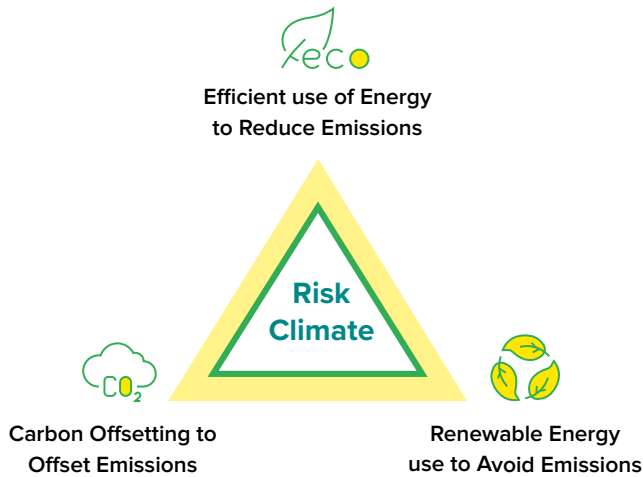 eco
Efficient use of Energy
to Reduce Emissions
Risk
Climate
CO₂
Carbon Offsetting to
Offset Emissions
Renewable Energy
use to Avoid Emissions